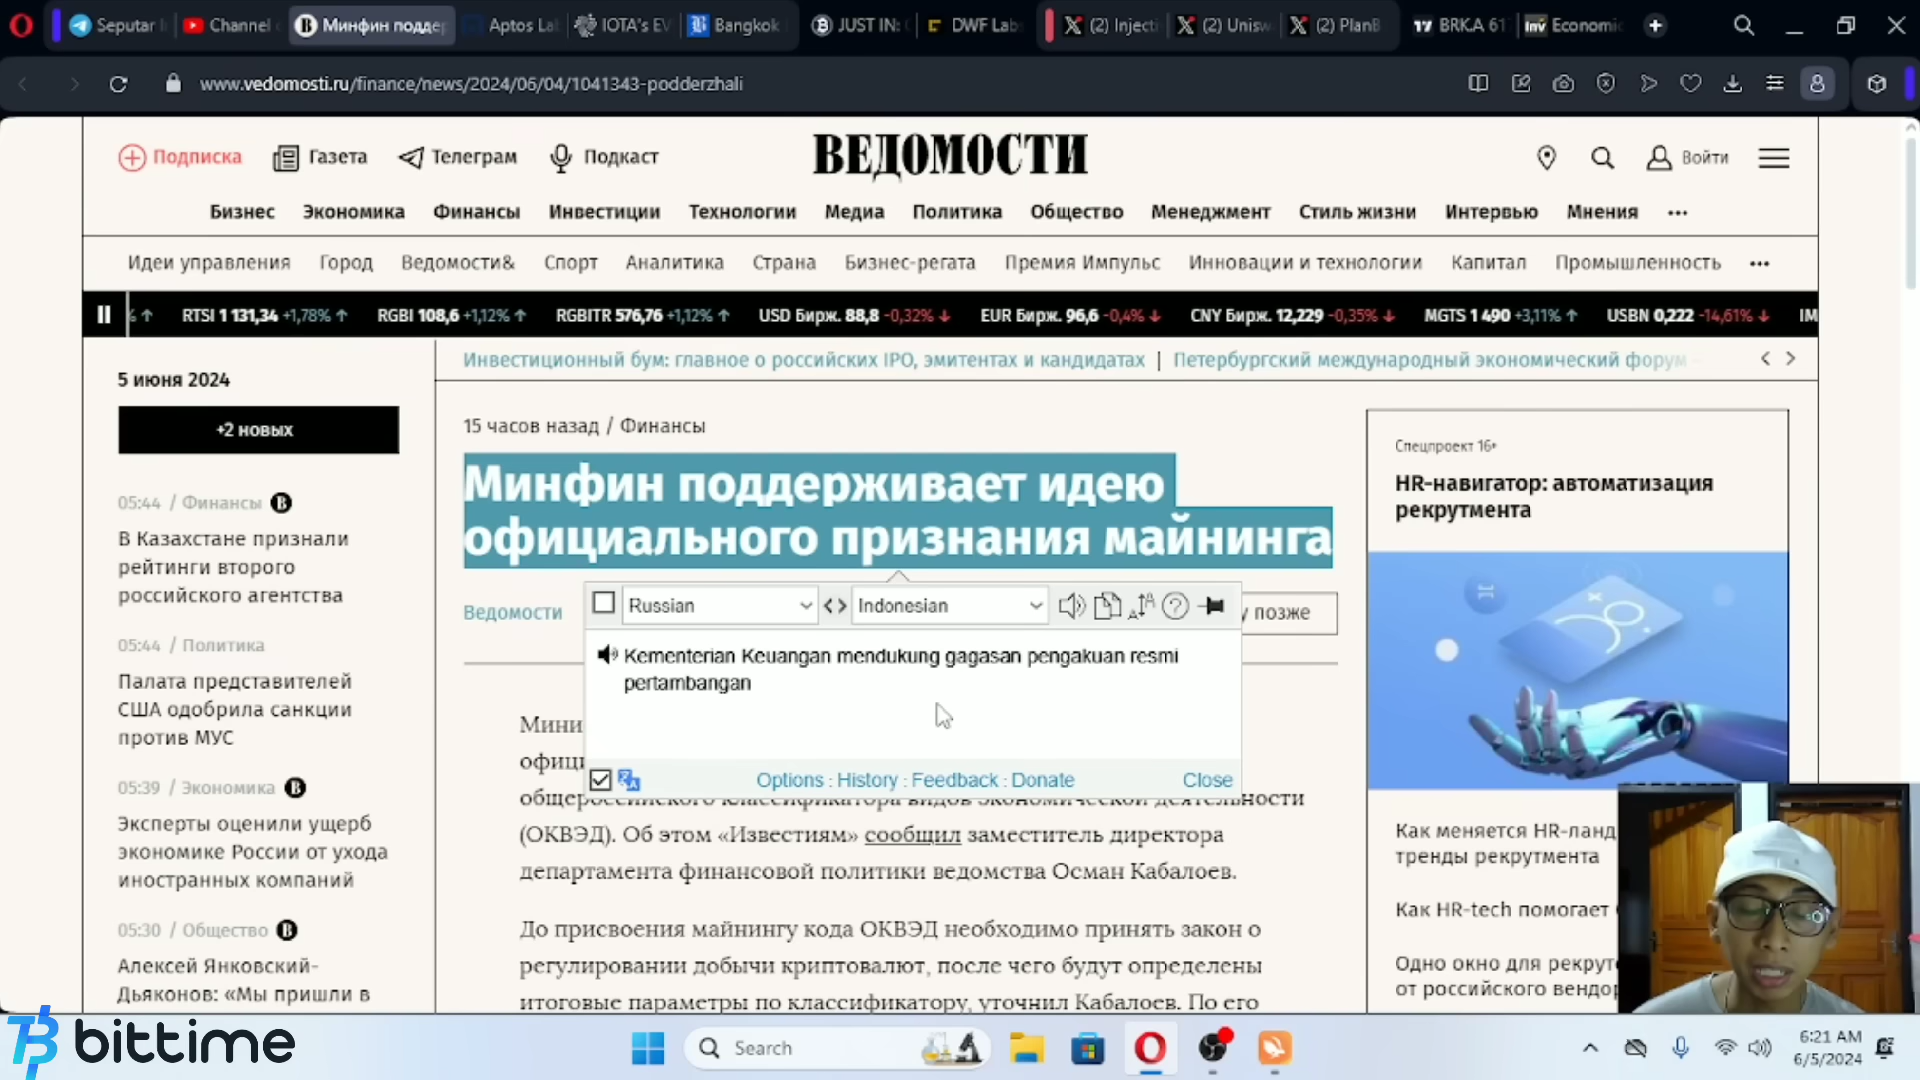 Seputar
Channel
Минфин подде
Aptos La
IOTA's EV
Bangkok
JUST IN:
DWF Lab
(2) Injecti
(2) Unisw
(2) PlanB
BRK.A 61
Economic
www.vedomosti.ru/finance/news/2024/06/04/1041343-podderzhali
Подписка
Газета
Телеграм
Подкаст
ВЕДОМОСТИ
Войти
Бизнес Экономика Финансы Инвестиции Технологии Медиа Политика Общество Менеджмент Стиль жизни Интервью Мнения ...
Идеи управления Город Ведомости& Спорт Аналитика Страна Бизнес-регата Премия Импульс Инновации и технологии Капитал Промышленность ...
% ↑ RTSI 1 131,34 +1,78% ↑ RGBI 108,6 +1,12% ↑ RGBITR 576,76 +1,12% ↑ USD Бирж. 88,8 -0,32% ↓ EUR Бирж. 96,6 -0,4% ↓ CNY Бирж. 12,229 -0,35% ↓ MGTS 1 490 +3,11% ↑ USBN 0,222 -14,61% ↓ IM
Инвестиционный бум: главное о российских IPO, эмитентах и кандидатах | Петербургский международный экономический форум –
5 июня 2024
+2 новых
05:44 / Финансы
В Казахстане признали
рейтинги второго
российского агентства
05:44 / Политика
Палата представителей
США одобрила санкции
против МУС
05:39 / Экономика
Эксперты оценили ущерб
экономике России от ухода
иностранных компаний
05:30 / Общество
Алексей Янковский-
Дьяконов: «Мы пришли в
15 часов назад / Финансы
Минфин поддерживает идею
официального признания майнинга
Ведомости
у позже
Russian
Indonesian
Kementerian Keuangan mendukung gagasan pengakuan resmi
pertambangan
Options : History : Feedback : Donate
Close
Мини
офици
общероссийского классификатора видов экономической деятельности
(ОКВЭД). Об этом «Известиям» сообщил заместитель директора
департамента финансовой политики ведомства Осман Кабалоев.
До присвоения майнингу кода ОКВЭД необходимо принять закон о
регулировании добычи криптовалют, после чего будут определены
итоговые параметры по классификатору, уточнил Кабалоев. По его
Спецпроект 16+
HR-навигатор: автоматизация
рекрутмента
Как меняется HR-ланд
тренды рекрутмента
Как HR-tech помогает
Одно окно для рекрут
от российского вендор
bittime
Search
6:21 AM
6/5/2024